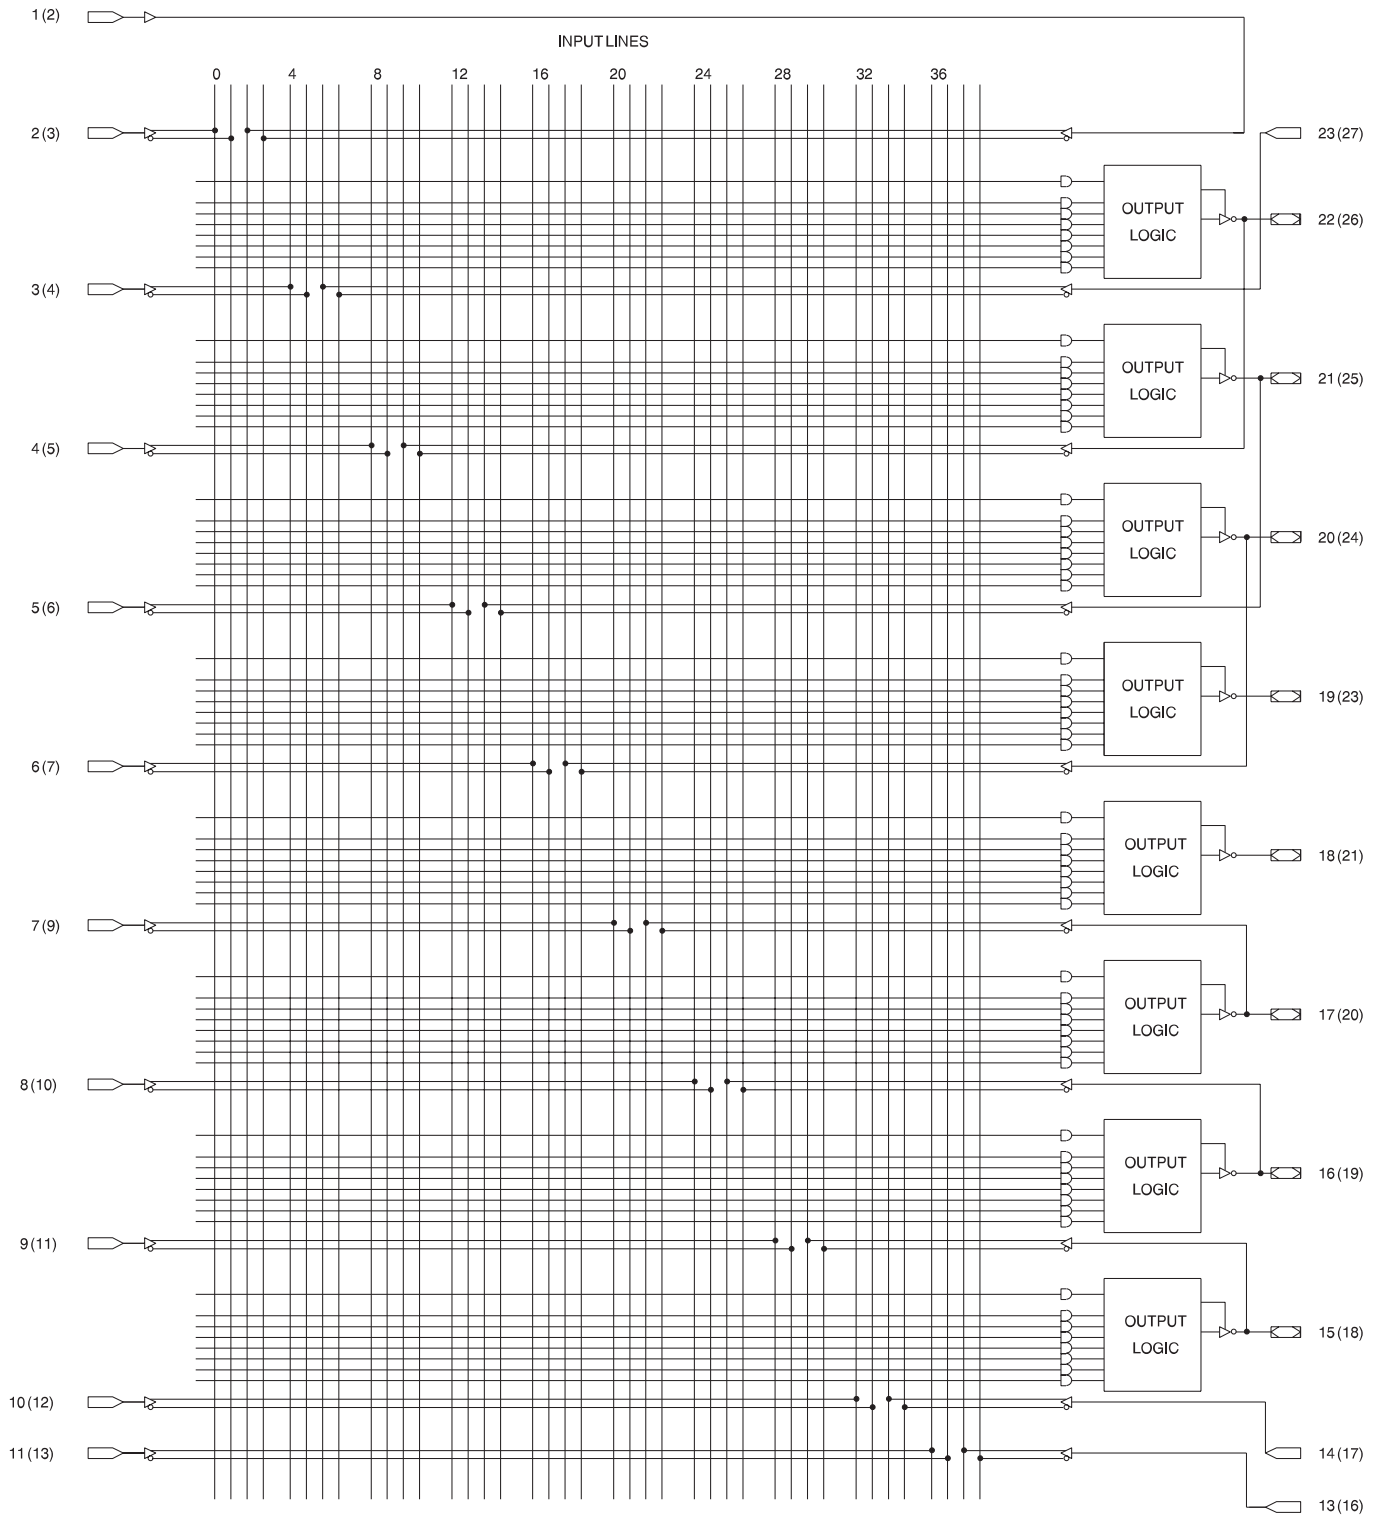 1(2)
INPUT LINES
0 4 8 12 16 20 24 28 32 36
2(3)
23(27)
OUTPUT
LOGIC
22(26)
3(4)
OUTPUT
LOGIC
21(25)
4(5)
OUTPUT
LOGIC
20(24)
5(6)
OUTPUT
LOGIC
19(23)
6(7)
OUTPUT
LOGIC
18(21)
7(9)
OUTPUT
LOGIC
17(20)
8(10)
OUTPUT
LOGIC
16(19)
9(11)
OUTPUT
LOGIC
15(18)
10(12)
11(13)
14(17)
13(16)